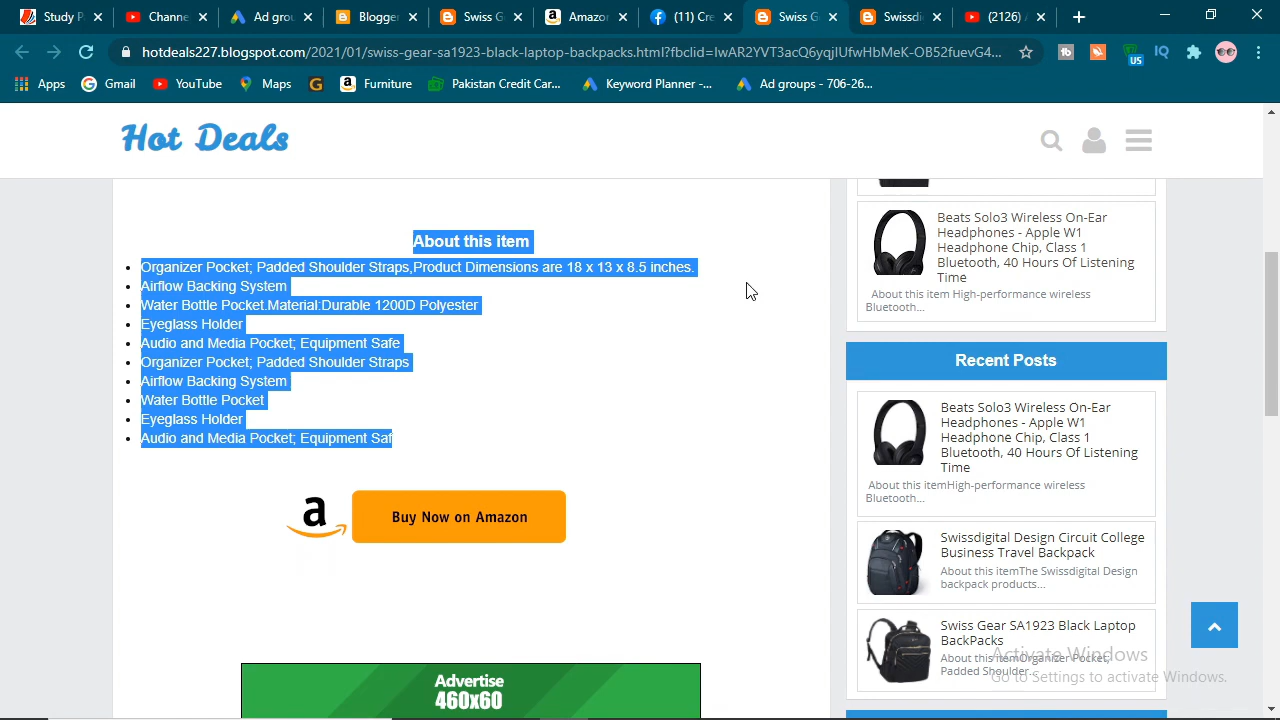 Study P
Channe
Ad grou
Blogger
Swiss G
Amazon
(11) Cre
Swiss G
Swissdi
(2126) A
hotdeals227.blogspot.com/2021/01/swiss-gear-sa1923-black-laptop-backpacks.html?fbclid=IwAR2YVT3acQ6yqjIUfwHbMeK-OB52fuevG4...
US
IQ
Apps
Gmail
YouTube
Maps
Furniture
Pakistan Credit Car...
Keyword Planner -...
Ad groups - 706-26...
Hot Deals
About this item
Organizer Pocket; Padded Shoulder Straps,Product Dimensions are 18 x 13 x 8.5 inches.
Airflow Backing System
Water Bottle Pocket.Material:Durable 1200D Polyester
Eyeglass Holder
Audio and Media Pocket; Equipment Safe
Organizer Pocket; Padded Shoulder Straps
Airflow Backing System
Water Bottle Pocket
Eyeglass Holder
Audio and Media Pocket; Equipment Saf
a
Buy Now on Amazon
Advertise
460x60
Beats Solo3 Wireless On-Ear
Headphones - Apple W1
Headphone Chip, Class 1
Bluetooth, 40 Hours Of Listening
Time
About this item High-performance wireless
Bluetooth...
Recent Posts
Beats Solo3 Wireless On-Ear
Headphones - Apple W1
Headphone Chip, Class 1
Bluetooth, 40 Hours Of Listening
Time
About this itemHigh-performance wireless
Bluetooth...
Swissdigital Design Circuit College
Business Travel Backpack
About this itemThe Swissdigital Design
backpack products...
Swiss Gear SA1923 Black Laptop
BackPacks
About this itemOrganizer Pocket;
Padded Shoulder...
Activate Windows
Go to Settings to activate Windows.